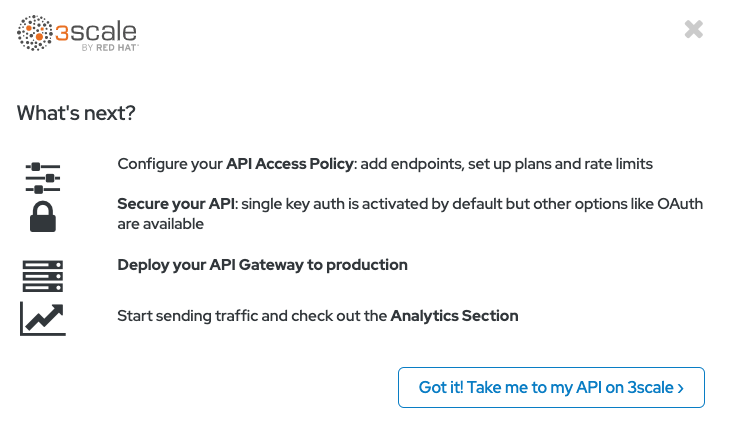 3scale
BY RED HAT
What's next?
Configure your API Access Policy: add endpoints, set up plans and rate limits
Secure your API: single key auth is activated by default but other options like OAuth
are available
Deploy your API Gateway to production
Start sending traffic and check out the Analytics Section
Got it! Take me to my API on 3scale ›